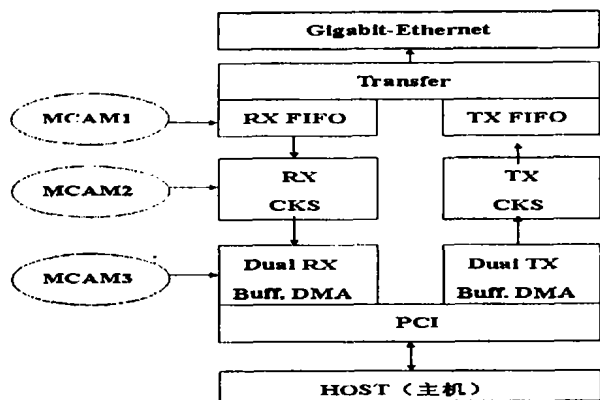 Gigabit-Ethernet
Transfer
MCAM1
RX FIFO
TX FIFO
MCAM2
RX
CKS
TX
CKS
MCAM3
Dual RX
Buff. DMA
Dual TX
Buff. DMA
PCI
HOST（主机）